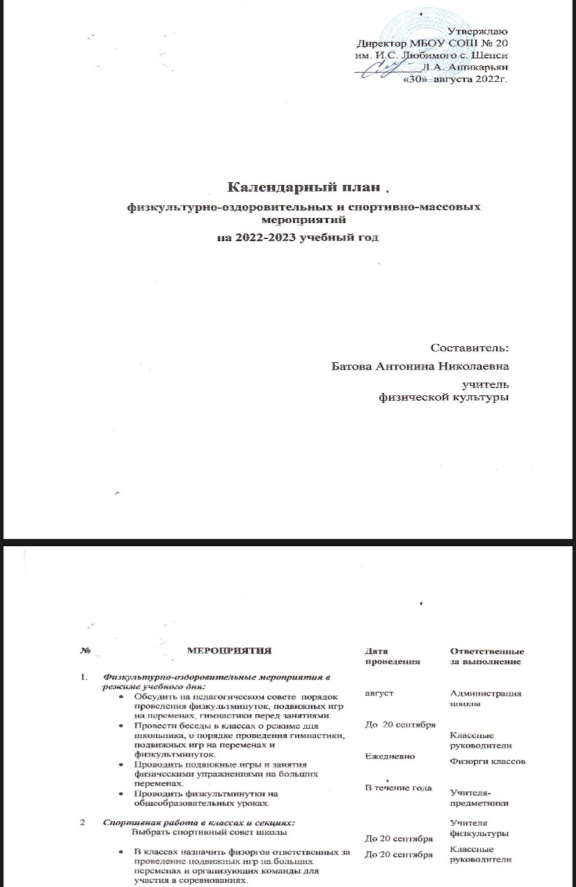 Утверждаю
Директор МБОУ СОШ № 20
им. И.С. Любимого с. Шепси
Л.А. Ашикарьян
«30» августа 2022г.
Календарный план
физкультурно-оздоровительных и спортивно-массовых
мероприятий
на 2022-2023 учебный год
Составитель:
Батова Антонина Николаевна
учитель
физической культуры
№ МЕРОПРИЯТИЯ Дата проведения Ответственные за выполнение
1. Физкультурно-оздоровительные мероприятия в
режиме учебного дня:
• Обсудить на педагогическом совете порядок
проведения физкультминуток, подвижных игр
на переменах, гимнастики перед занятиями.
август
Администрация
школы
• Провести беседы в классах о режиме дня
школьника, о порядке проведения гимнастики,
подвижных игр на переменах и
физкультминуток.
До 20 сентября
Классные
руководители
• Проводить подвижные игры и занятия
физическими упражнениями на больших
переменах.
Ежедневно
Физорги классов
• Проводить физкультминутки на
общеобразовательных уроках.
В течение года
Учителя-
предметники
2 Спортивная работа в классах и секциях:
Выбрать спортивный совет школы
До 20 сентября
Учителя
физкультуры
• В классах назначить физоргов ответственных за
проведение подвижных игр на больших
переменах и организующих команды для
участия в соревнованиях.
До 20 сентября
Классные
руководители